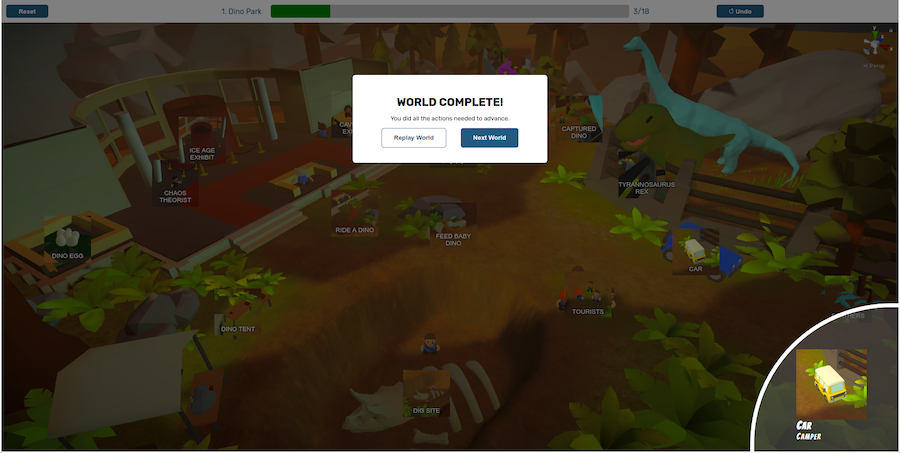 Reset
1. Dino Park
3/18
Undo
Y
< Persp
WORLD COMPLETE!
You did all the actions needed to advance.
Replay World
Next World
CAPTURED
DINO
ICE AGE
EXHIBIT
CHAOS
THEORIST
TYRANNOSAURUS
REX
RIDE A DINO
FEED BABY
DINO
DINO EGG
CAR
TOURISTS
DINO TENT
DIG SITE
CAR
CAMPER